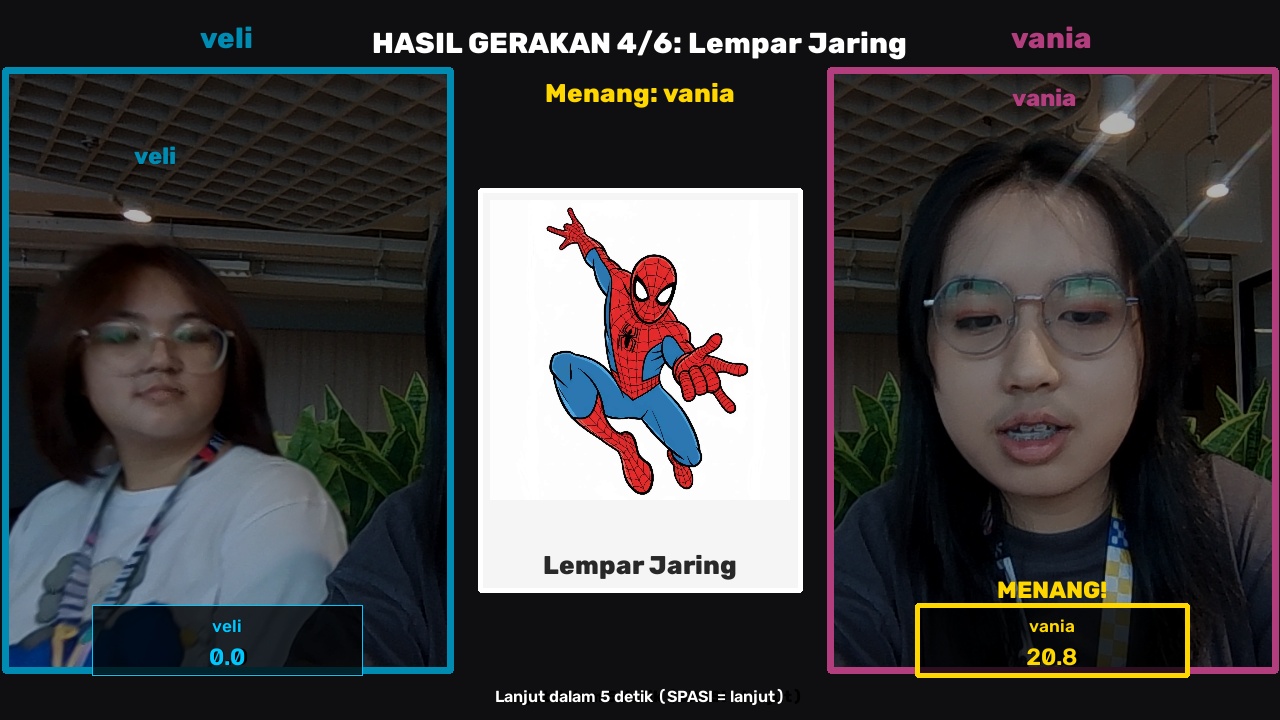 veli
HASIL GERAKAN 4/6: Lempar Jaring
vania
Menang: vania
veli
vania
Lempar Jaring
MENANG!
veli
0.0
vania
20.8
Lanjut dalam 5 detik (SPASI = lanjut)